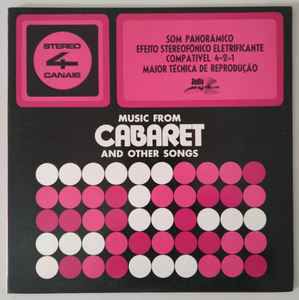 STEREO
4
CANAIS
SOM PANORÂMICO
EFEITO STEREOFÔNICO ELETRIFICANTE
COMPATÍVEL 4-2-1
MAIOR TÉCNICA DE REPRODUÇÃO
MUSIC FROM
CABARET
AND OTHER SONGS